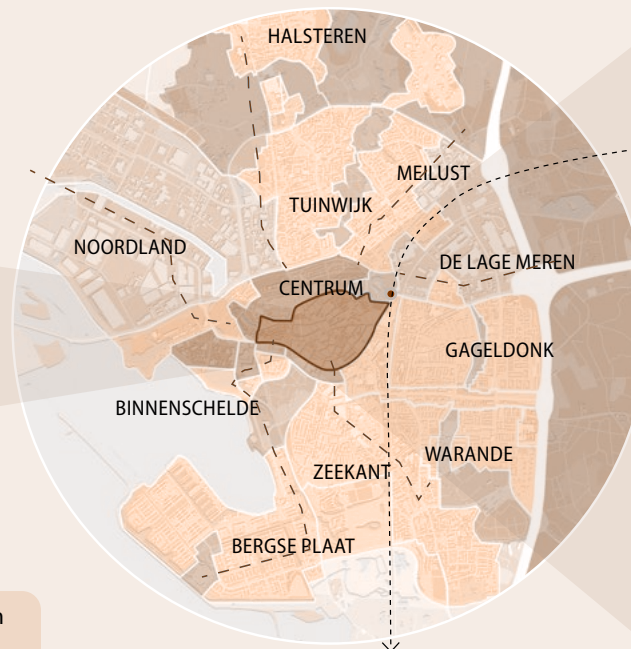 HALSTEREN
MEILUST
TUINWIJK
NOORDLAND
DE LAGE MEREN
CENTRUM
GAGELDONK
BINNENSCHELDE
WARANDE
ZEEKANT
BERGSE PLAAT
n